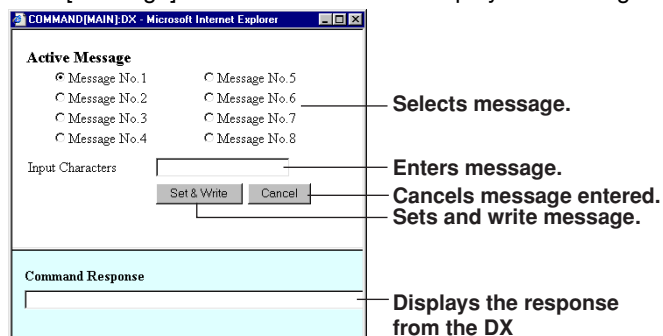 COMMAND[MAIN]:DX - Microsoft Internet Explorer
Active Message
Message No.1 Message No.5
Message No.2 Message No.6
Message No.3 Message No.7
Message No.4 Message No.8
Selects message.
Input Characters
Enters message.
Set & Write Cancel
Cancels message entered.
Sets and write message.
Command Response
Displays the response
from the DX